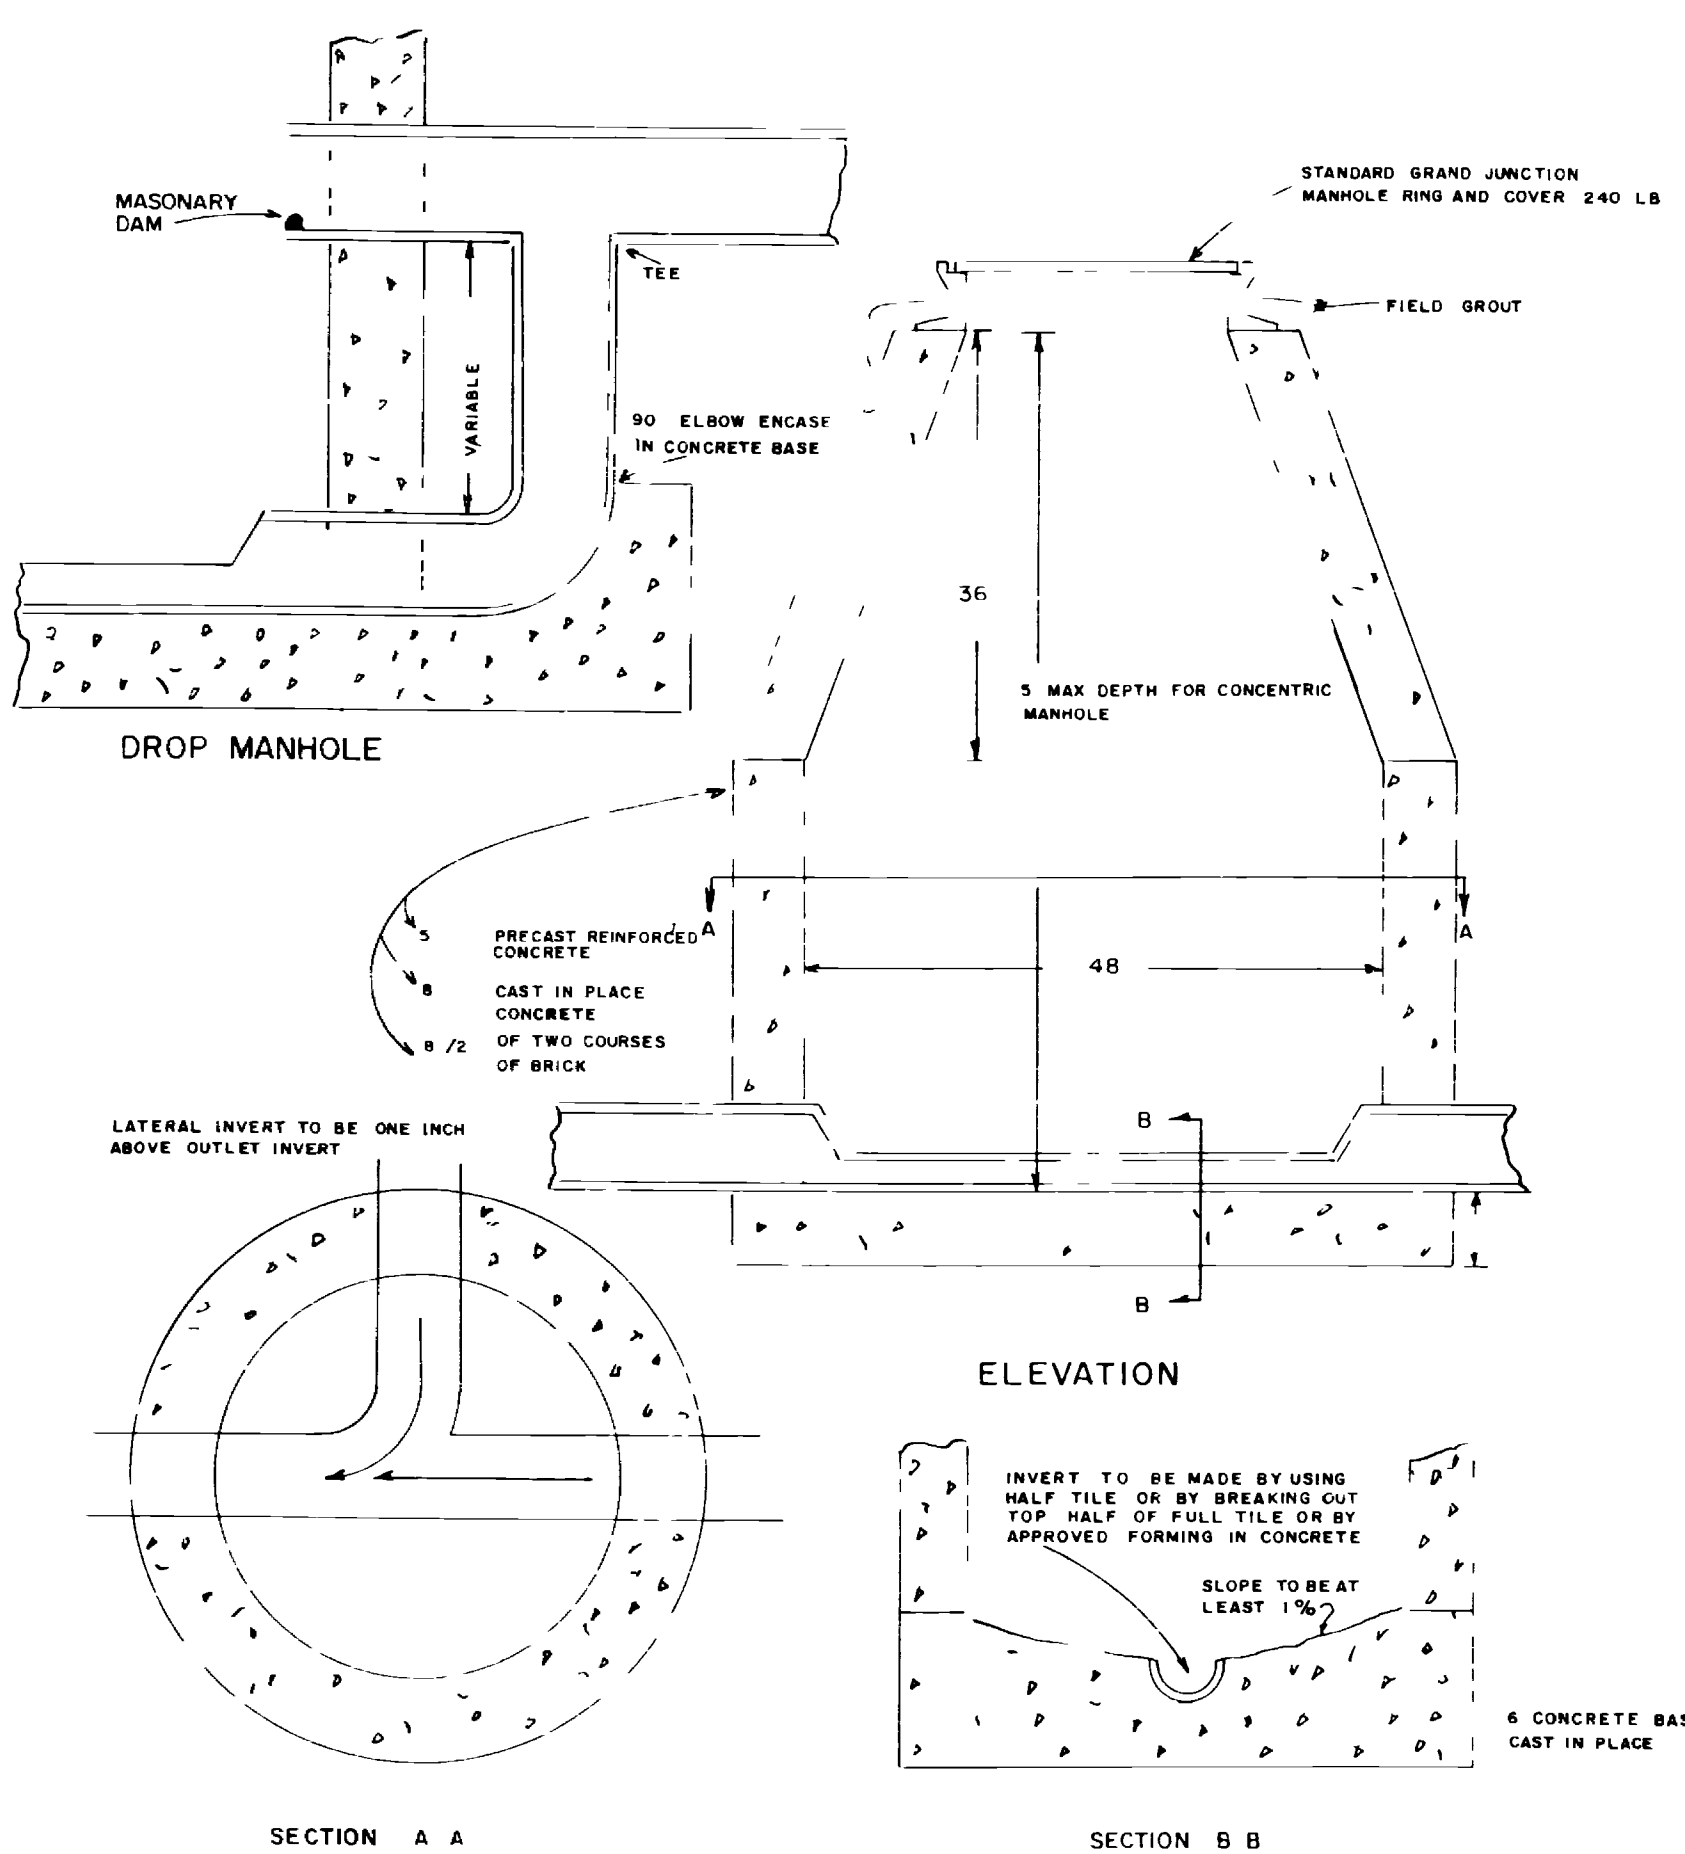 MASONARY
DAM
TEE
VARIABLE
90 ELBOW ENCASE
IN CONCRETE BASE
DROP MANHOLE
STANDARD GRAND JUNCTION
MANHOLE RING AND COVER 240 LB
FIELD GROUT
36
5 MAX DEPTH FOR CONCENTRIC
MANHOLE
A
A
48
5 PRECAST REINFORCED
CONCRETE
8 CAST IN PLACE
CONCRETE
8 /2 OF TWO COURSES
OF BRICK
B
B
ELEVATION
LATERAL INVERT TO BE ONE INCH
ABOVE OUTLET INVERT
SECTION A A
INVERT TO BE MADE BY USING
HALF TILE OR BY BREAKING OUT
TOP HALF OF FULL TILE OR BY
APPROVED FORMING IN CONCRETE
SLOPE TO BE AT
LEAST 1%
6 CONCRETE BAS
CAST IN PLACE
SECTION B B